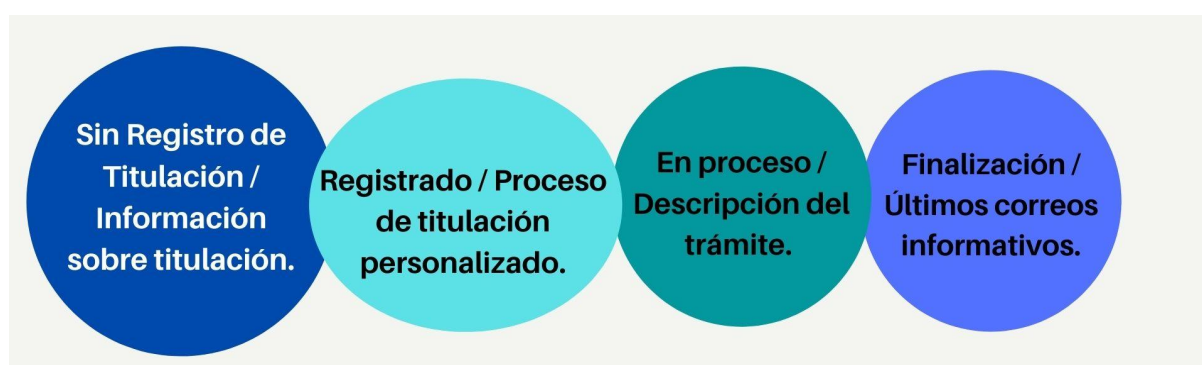 Sin Registro de
Titulación /
Información
sobre titulación.
Registrado / Proceso
de titulación
personalizado.
En proceso /
Descripción del
trámite.
Finalización /
Últimos correos
informativos.